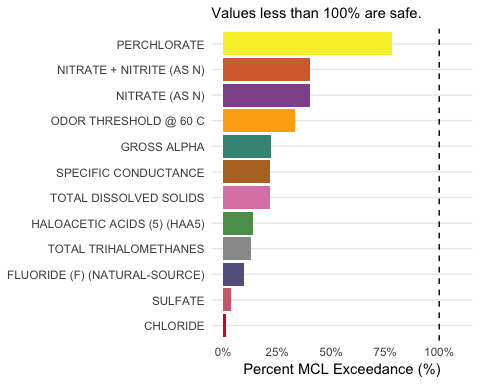 Values less than 100% are safe.
PERCHLORATE
NITRATE + NITRITE (AS N)
NITRATE (AS N)
ODOR THRESHOLD @ 60 C
GROSS ALPHA
SPECIFIC CONDUCTANCE
TOTAL DISSOLVED SOLIDS
HALOACETIC ACIDS (5) (HAA5)
TOTAL TRIHALOMETHANES
FLUORIDE (F) (NATURAL-SOURCE)
SULFATE
CHLORIDE
0% 25% 50% 75% 100%
Percent MCL Exceedance (%)